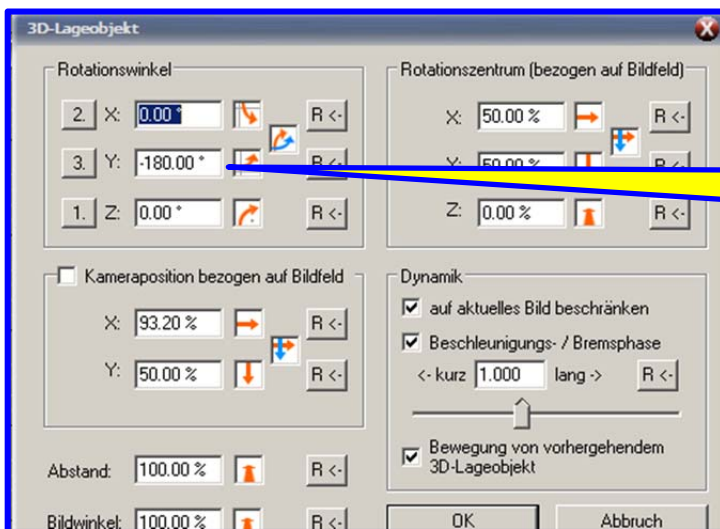 3D-Lageobjekt
Rotationswinkel
2. X: 0.00 ° R <-
3. Y: -180.00 ° R <-
1. Z: 0.00 ° R <-
Rotationszentrum (bezogen auf Bildfeld)
X: 50.00 % R <-
Y: 50.00 % R <-
Z: 0.00 % R <-
Kameraposition bezogen auf Bildfeld
X: 93.20 % R <-
Y: 50.00 % R <-
Abstand: 100.00 % R <-
Bildwinkel: 100.00 % R <-
Dynamik
auf aktuelles Bild beschränken
Beschleunigungs- / Bremsphase
<- kurz 1.000 lang -> R <-
Bewegung von vorhergehendem
3D-Lageobjekt
OK Abbruch